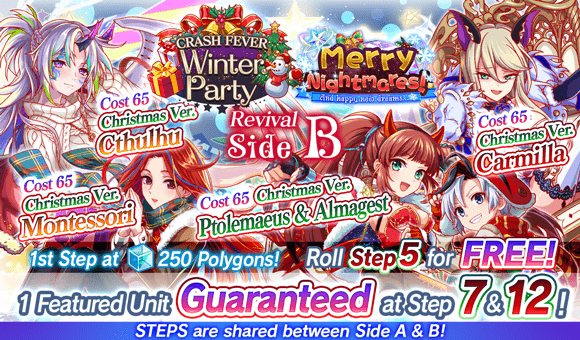 CRASH FEVER
Winter
Party
Merry
Nightmares!
And happy new dreams...
Revival
Side B
Cost 65
Christmas Ver.
Cthulhu
Cost 65
Christmas Ver.
Carmilla
Cost 65
Christmas Ver.
Montessori
Cost 65 Christmas Ver.
Ptolemaeus & Almagest
1st Step at 250 Polygons!
Roll Step 5 for FREE!
1 Featured Unit Guaranteed at Step 7 & 12!
STEPS are shared between Side A & B!